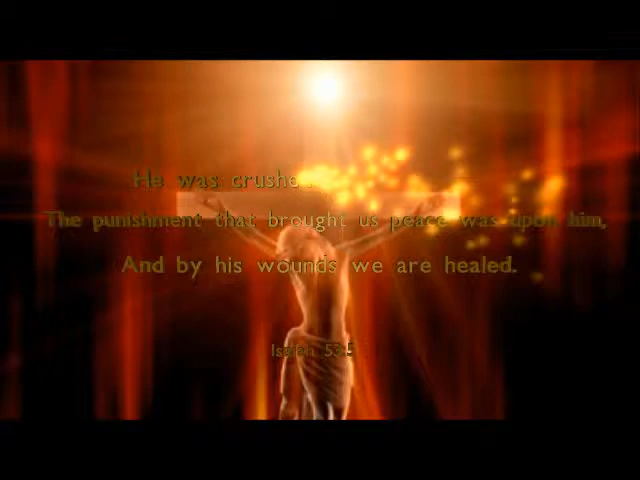 He was crushe
The punishment that brought us peace was upon him,
And by his wounds we are healed.
Isaiah 53:5